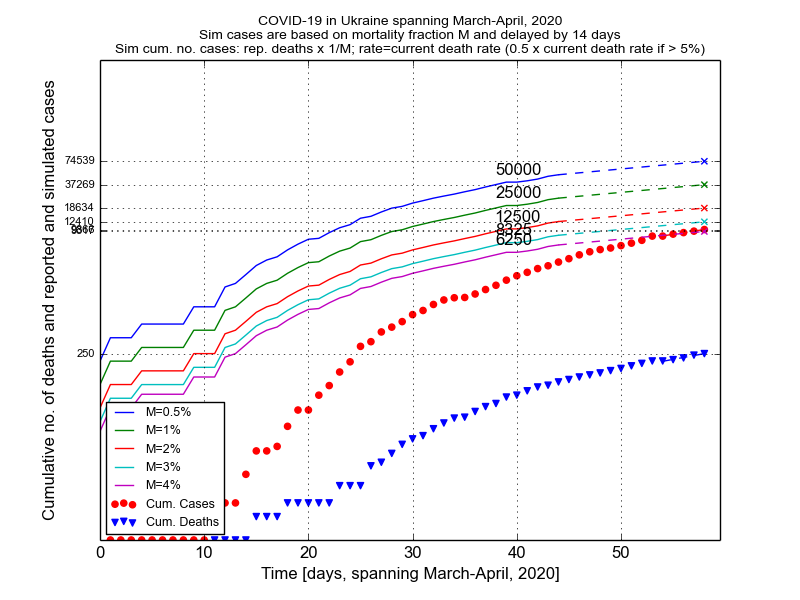 COVID-19 in Ukraine spanning March-April, 2020
Sim cases are based on mortality fraction M and delayed by 14 days
Sim cum. no. cases: rep. deaths x 1/M; rate=current death rate (0.5 x current death rate if > 5%)
Cumulative no. of deaths and reported and simulated cases
74539
37269
18634
12410
250
50000
25000
12500
8325
6250
M=0.5%
M=1%
M=2%
M=3%
M=4%
Cum. Cases
Cum. Deaths
0 10 20 30 40 50
Time [days, spanning March-April, 2020]